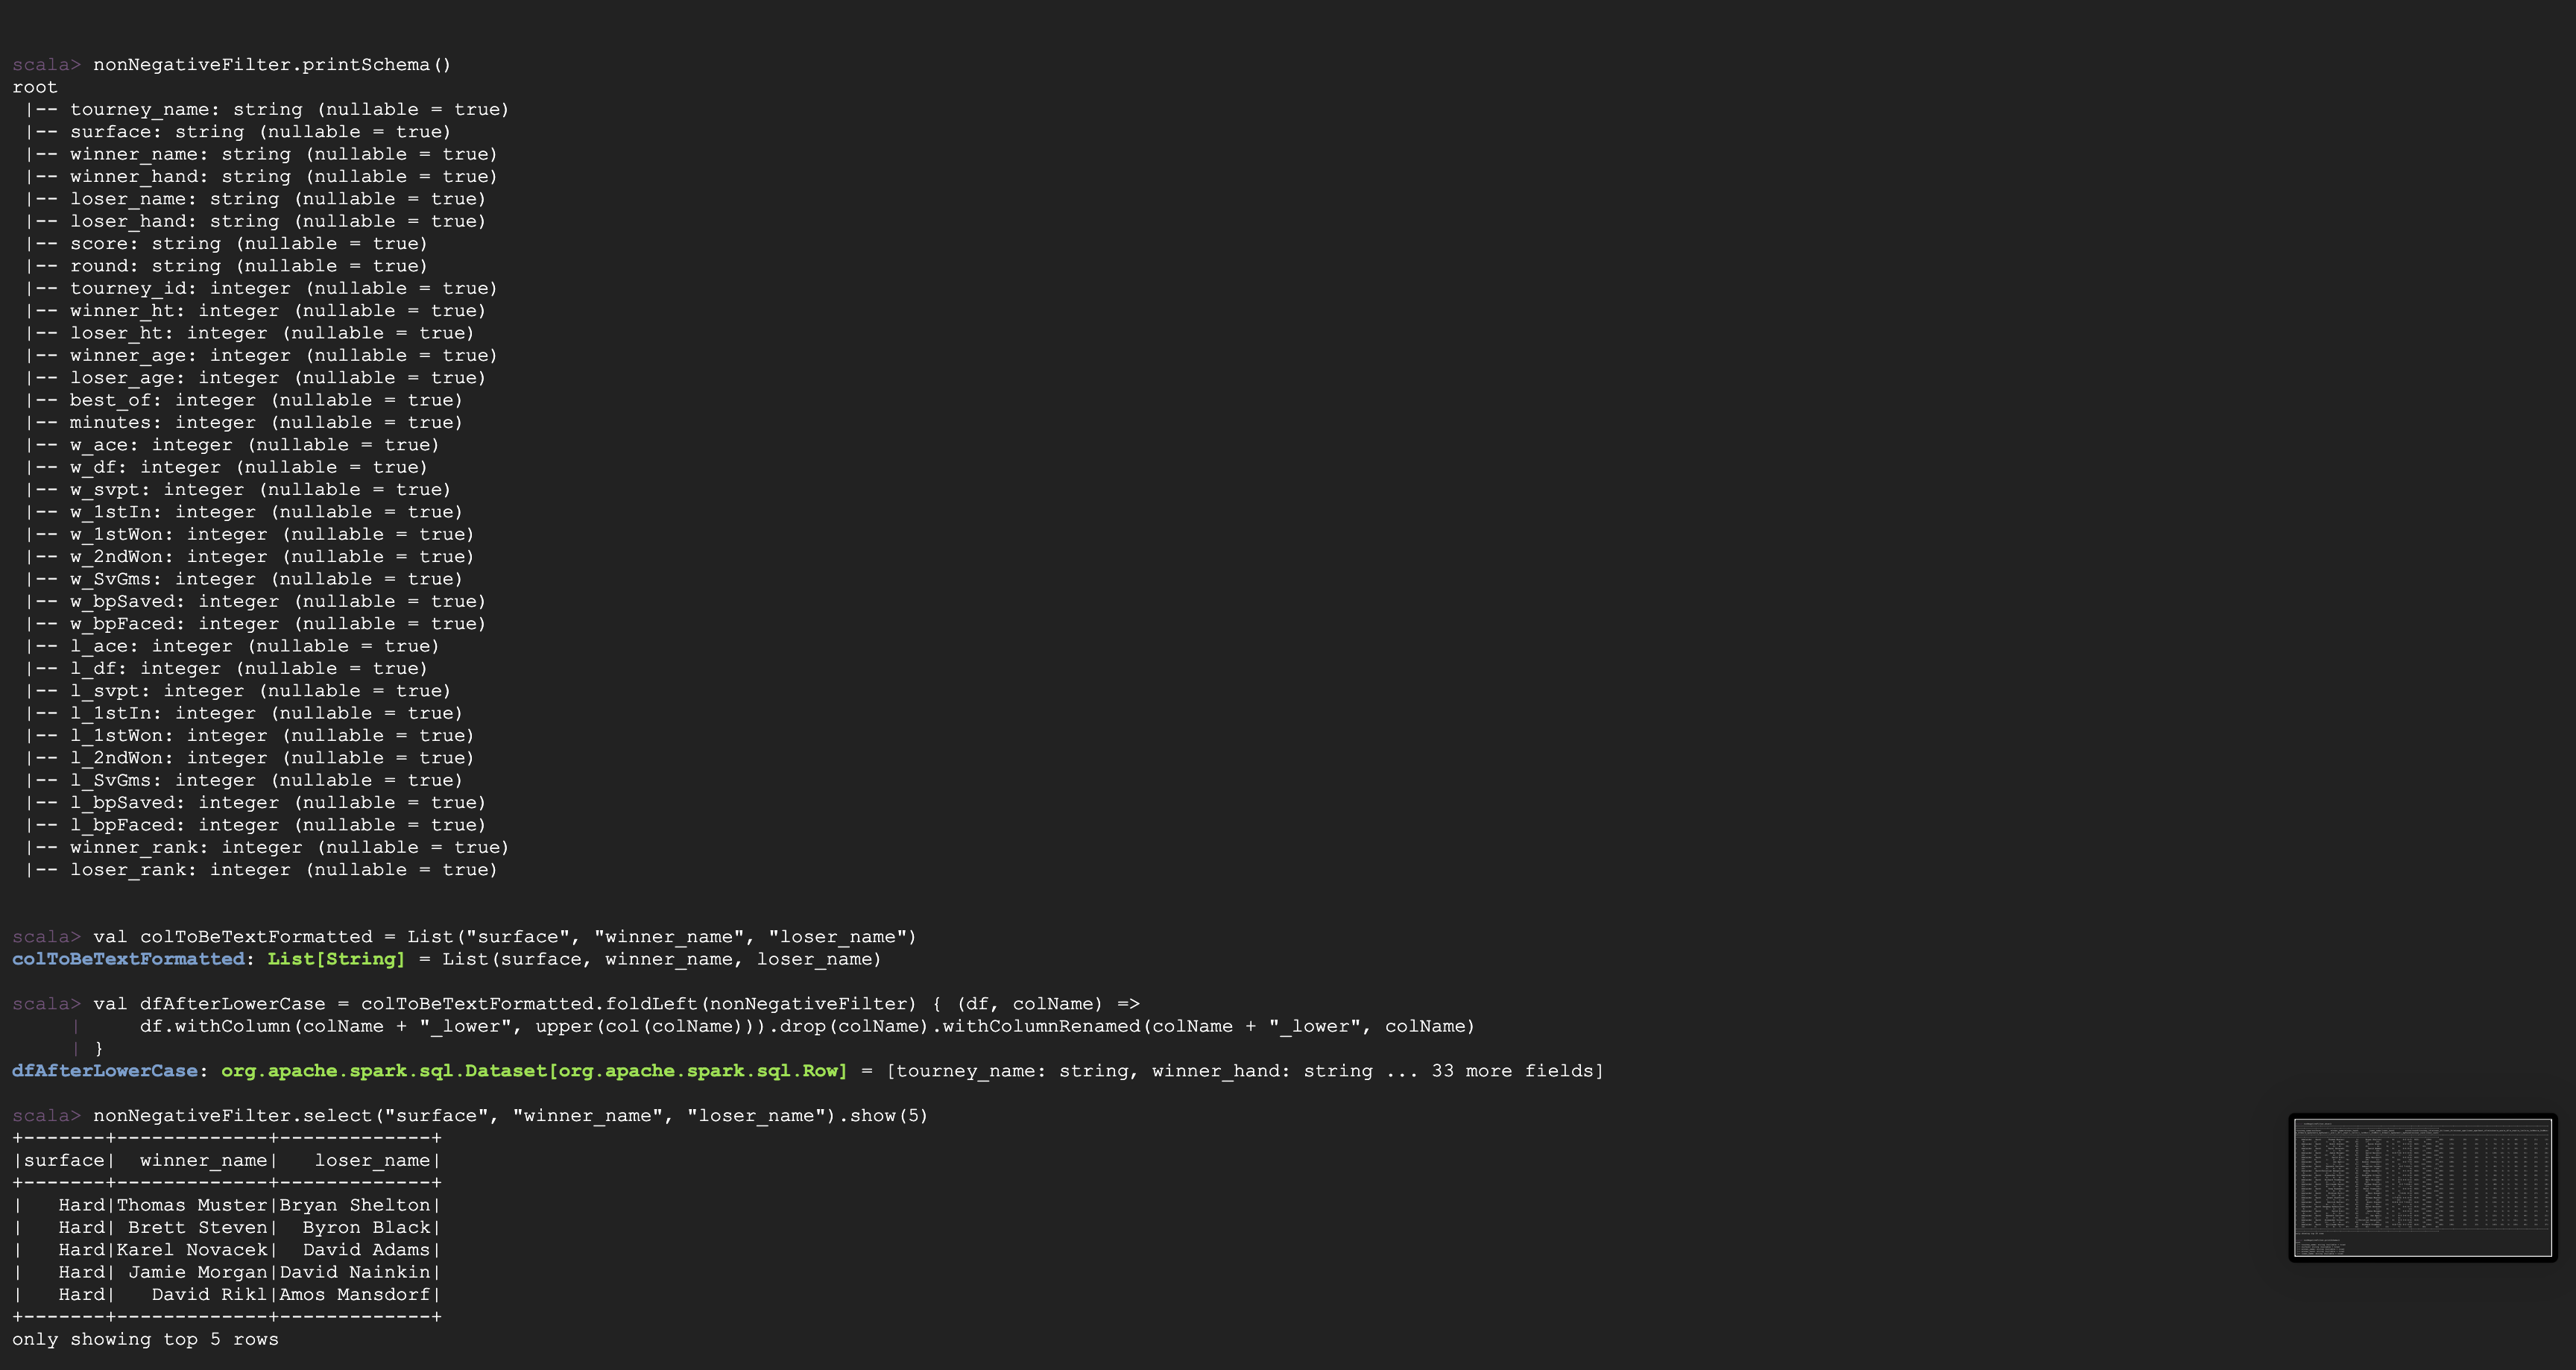 scala> nonNegativeFilter.printSchema()
root
 |-- tourney_name: string (nullable = true)
 |-- surface: string (nullable = true)
 |-- winner_name: string (nullable = true)
 |-- winner_hand: string (nullable = true)
 |-- loser_name: string (nullable = true)
 |-- loser_hand: string (nullable = true)
 |-- score: string (nullable = true)
 |-- round: string (nullable = true)
 |-- tourney_id: integer (nullable = true)
 |-- winner_ht: integer (nullable = true)
 |-- loser_ht: integer (nullable = true)
 |-- winner_age: integer (nullable = true)
 |-- loser_age: integer (nullable = true)
 |-- best_of: integer (nullable = true)
 |-- minutes: integer (nullable = true)
 |-- w_ace: integer (nullable = true)
 |-- w_df: integer (nullable = true)
 |-- w_svpt: integer (nullable = true)
 |-- w_1stIn: integer (nullable = true)
 |-- w_1stWon: integer (nullable = true)
 |-- w_2ndWon: integer (nullable = true)
 |-- w_SvGms: integer (nullable = true)
 |-- w_bpSaved: integer (nullable = true)
 |-- w_bpFaced: integer (nullable = true)
 |-- l_ace: integer (nullable = true)
 |-- l_df: integer (nullable = true)
 |-- l_svpt: integer (nullable = true)
 |-- l_1stIn: integer (nullable = true)
 |-- l_1stWon: integer (nullable = true)
 |-- l_2ndWon: integer (nullable = true)
 |-- l_SvGms: integer (nullable = true)
 |-- l_bpSaved: integer (nullable = true)
 |-- l_bpFaced: integer (nullable = true)
 |-- winner_rank: integer (nullable = true)
 |-- loser_rank: integer (nullable = true)
scala> val colToBeTextFormatted = List("surface", "winner_name", "loser_name")
colToBeTextFormatted: List[String] = List(surface, winner_name, loser_name)
scala> val dfAfterLowerCase = colToBeTextFormatted.foldLeft(nonNegativeFilter) { (df, colName) =>
     |     df.withColumn(colName + "_lower", upper(col(colName))).drop(colName).withColumnRenamed(colName + "_lower", colName)
     | }
dfAfterLowerCase: org.apache.spark.sql.Dataset[org.apache.spark.sql.Row] = [tourney_name: string, winner_hand: string ... 33 more fields]
scala> nonNegativeFilter.select("surface", "winner_name", "loser_name").show(5)
+-------+-------------+-------------+
|surface|  winner_name|   loser_name|
+-------+-------------+-------------+
|   Hard|Thomas Muster|Bryan Shelton|
|   Hard| Brett Steven|  Byron Black|
|   Hard|Karel Novacek|  David Adams|
|   Hard| Jamie Morgan|David Nainkin|
|   Hard|   David Rikl|Amos Mansdorf|
+-------+-------------+-------------+
only showing top 5 rows